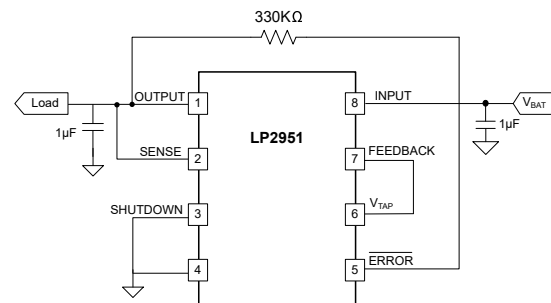 330KΩ
Load
OUTPUT
1
8
INPUT
V_BAT
1µF
1µF
LP2951
SENSE
2
7
FEEDBACK
SHUTDOWN
3
6
V_TAP
4
5
ERROR